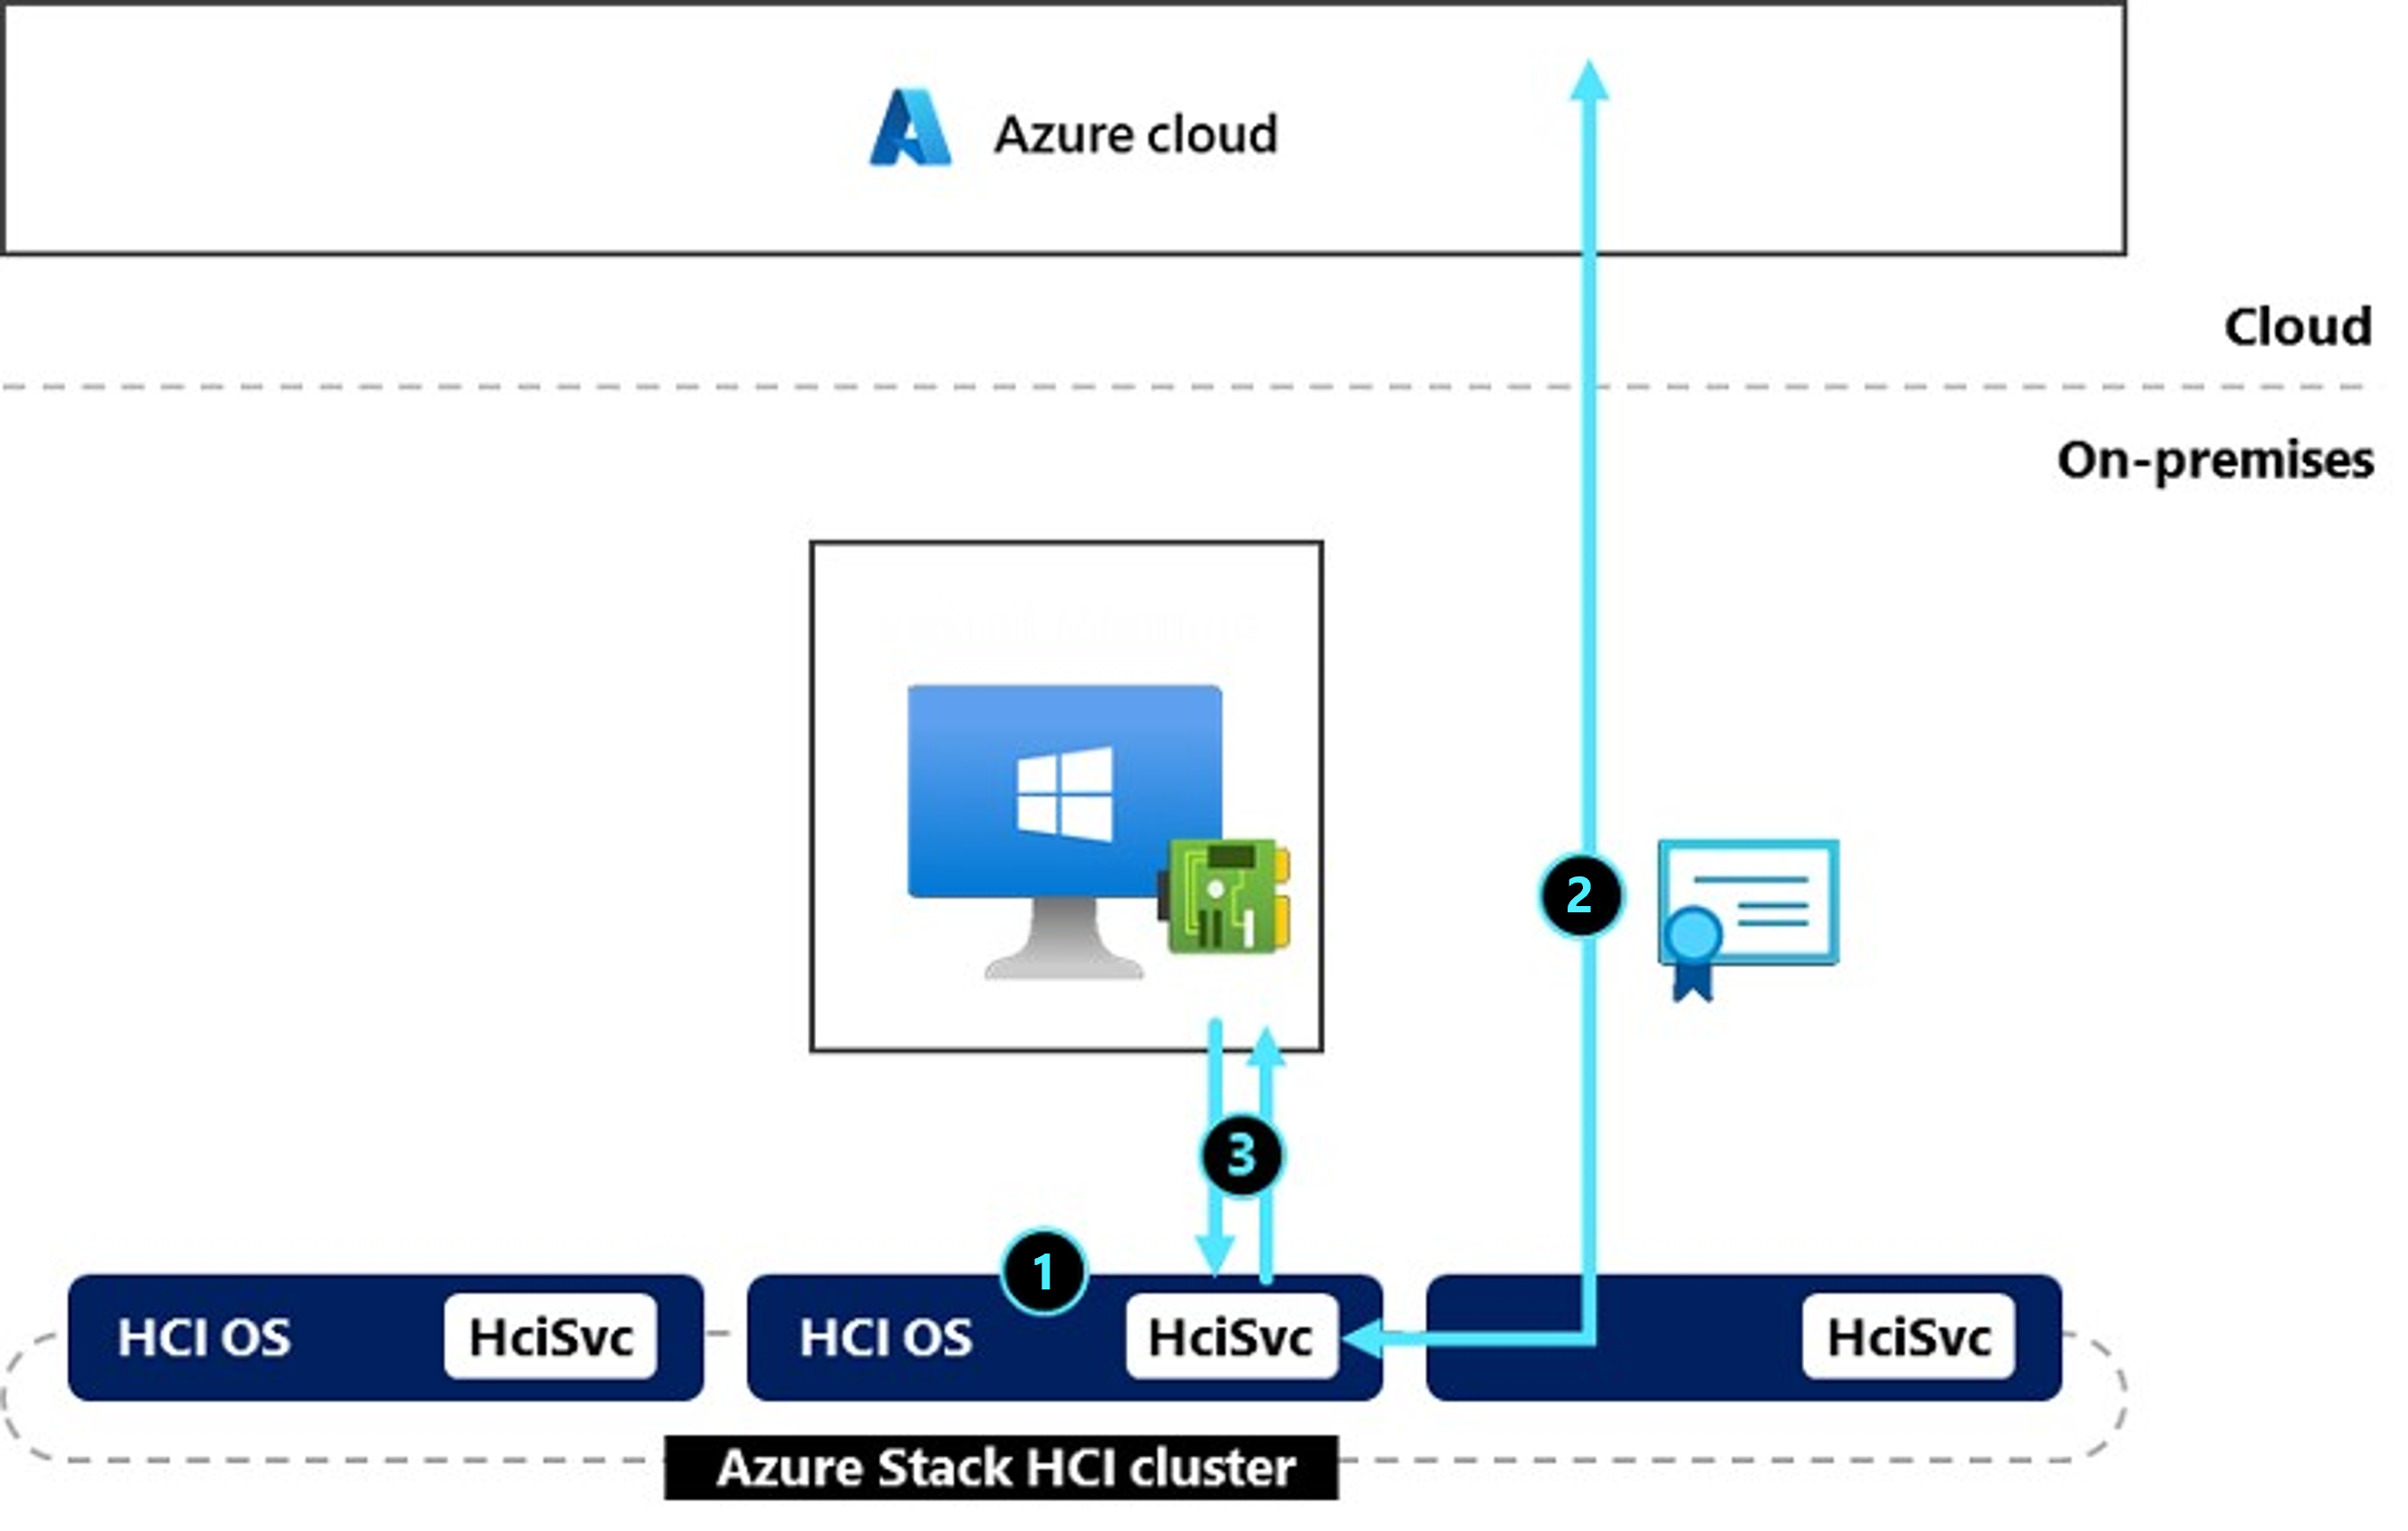 Azure cloud
Cloud
On-premises
2
3
1
HCI OS
HciSvc
HCI OS
HciSvc
HciSvc
Azure Stack HCI cluster